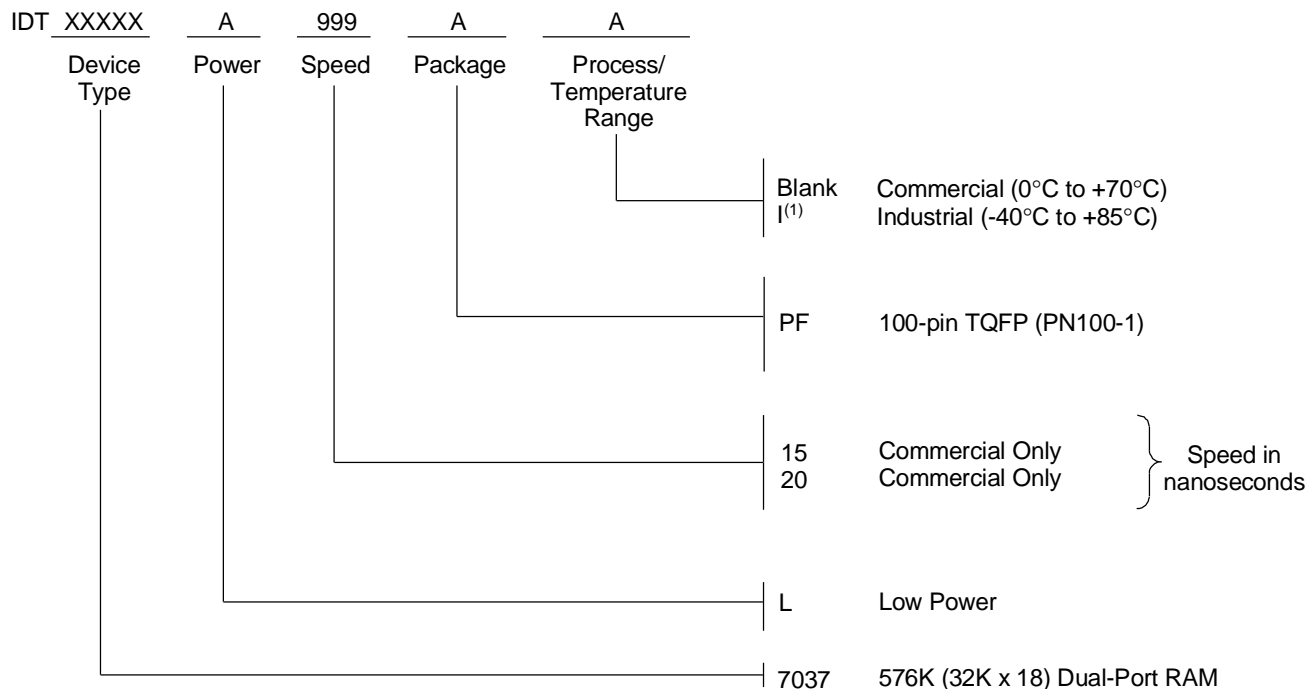 IDT XXXXX A 999 A A
Device Type Power Speed Package Process/ Temperature Range
Blank Commercial (0°C to +70°C)
I(1) Industrial (-40°C to +85°C)
PF 100-pin TQFP (PN100-1)
15 Commercial Only
20 Commercial Only
Speed in
nanoseconds
L Low Power
7037 576K (32K x 18) Dual-Port RAM